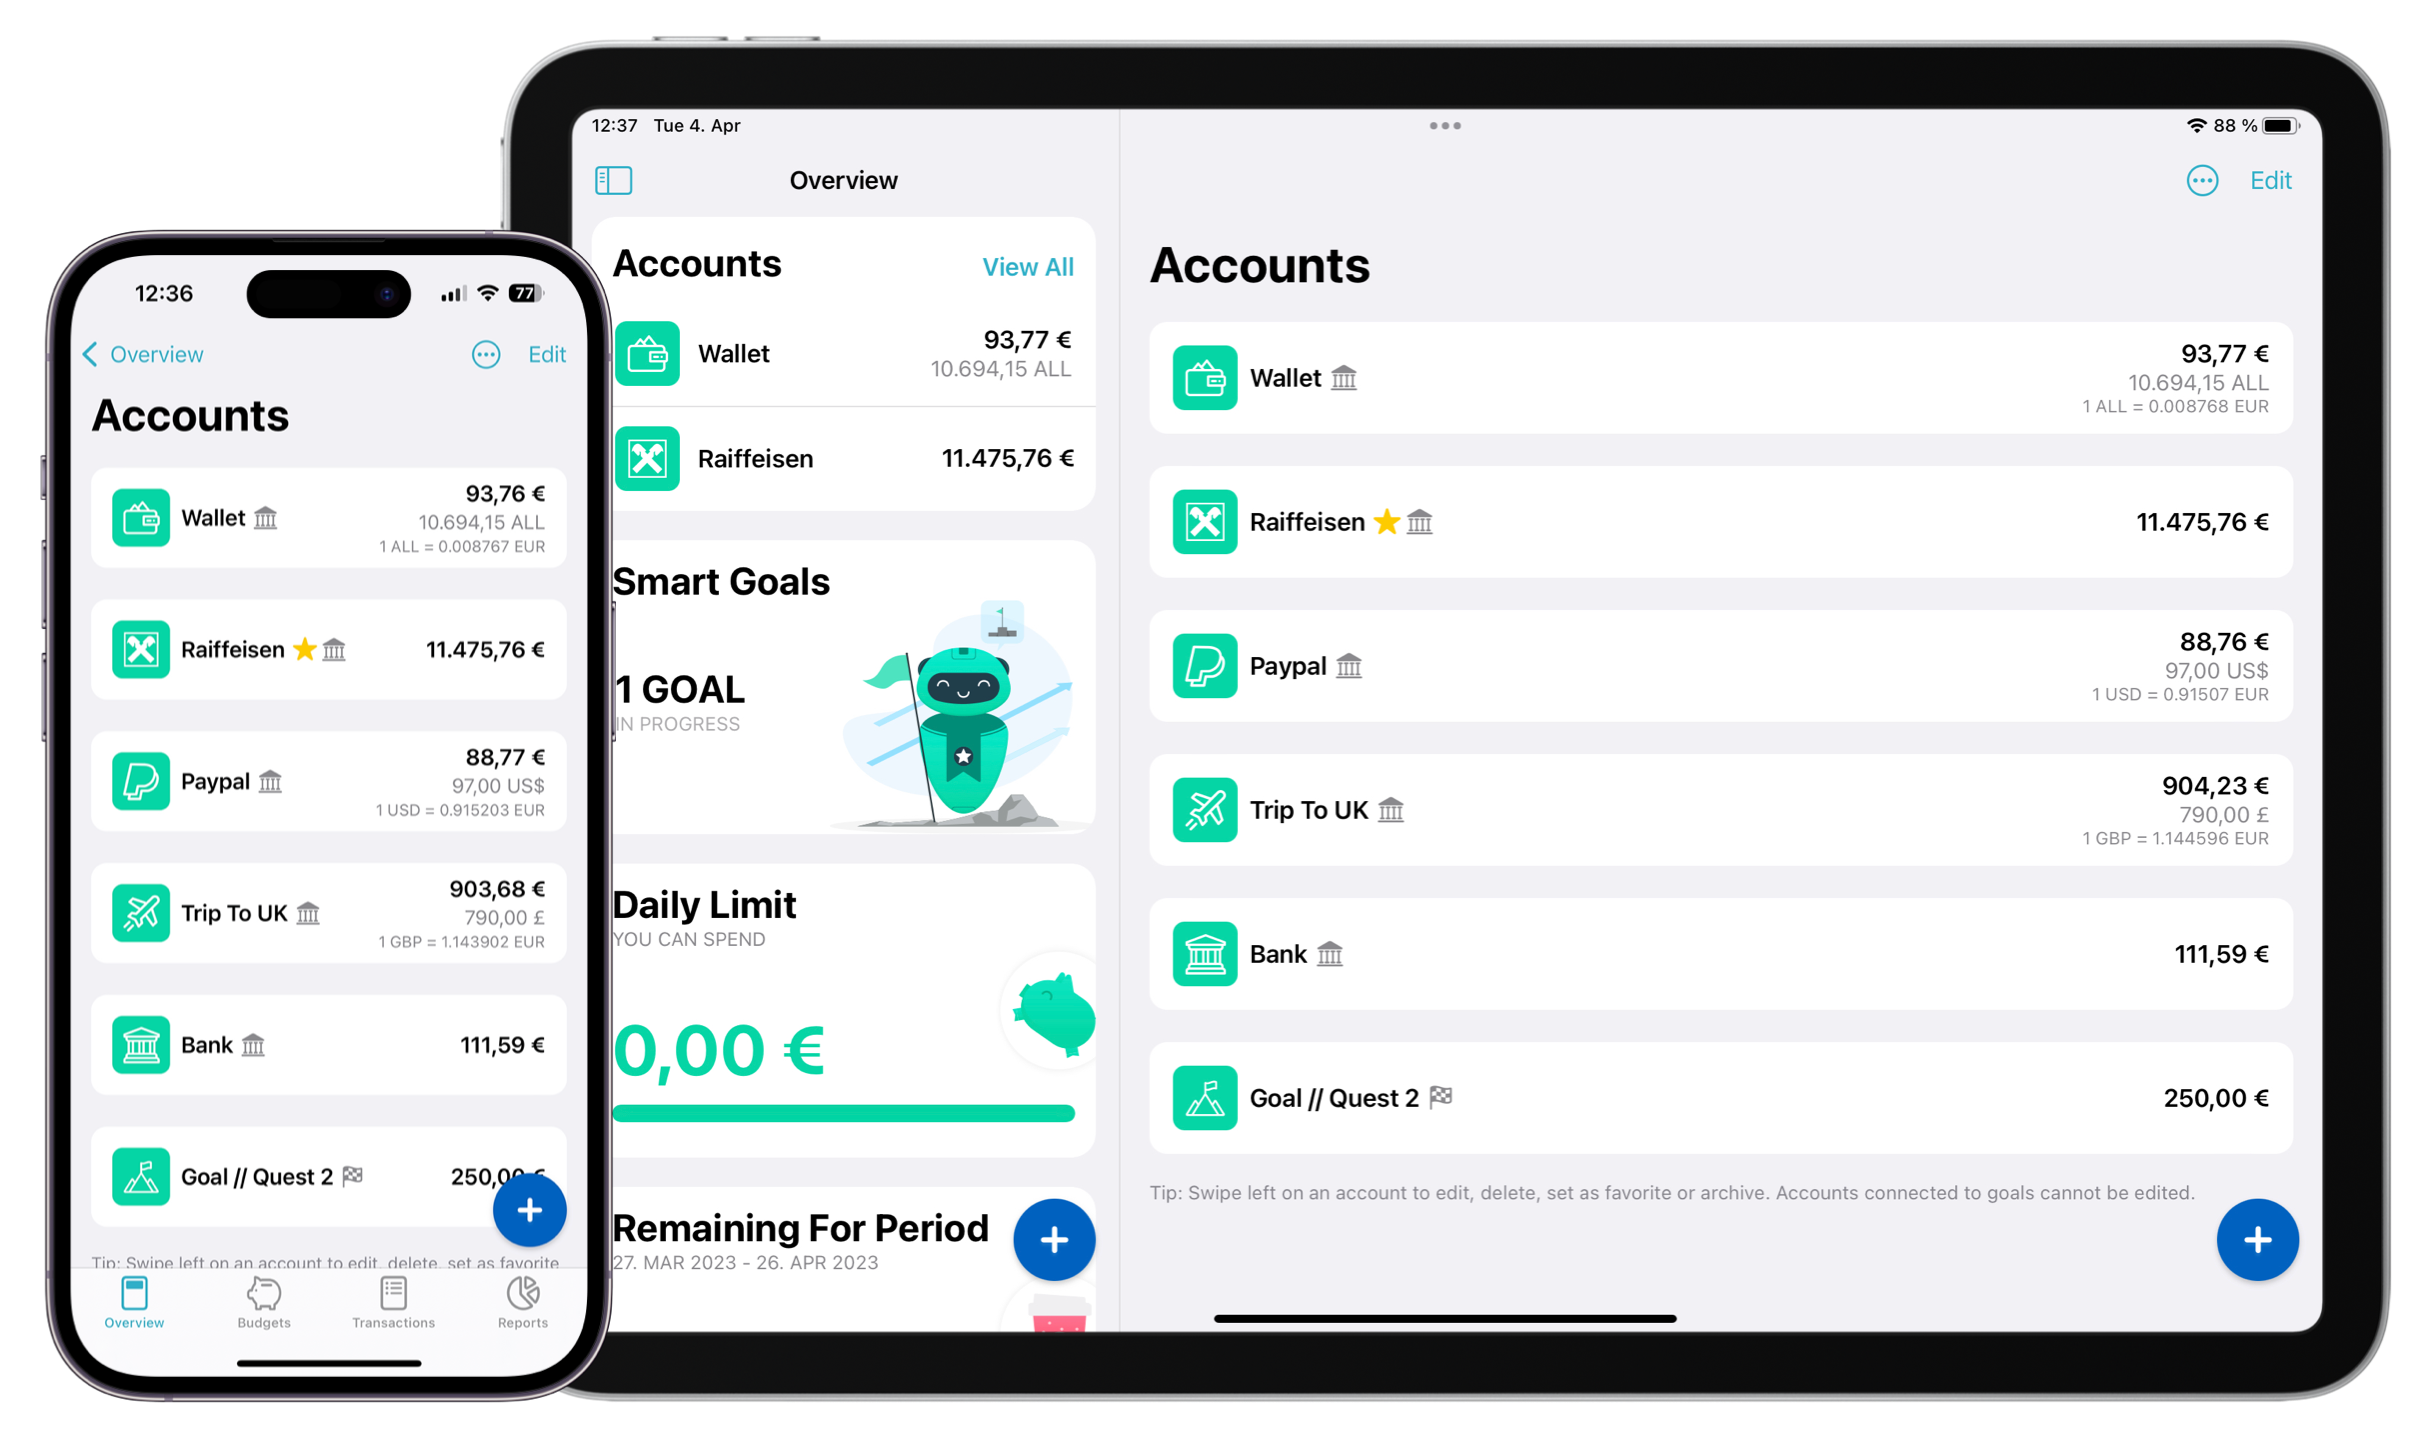 12:36
77
Overview
Edit
Accounts
Wallet
93,76 €
10.694,15 ALL
1 ALL = 0.008767 EUR
Raiffeisen
11.475,76 €
Paypal
88,77 €
97,00 US$
1 USD = 0.915203 EUR
Trip To UK
903,68 €
790,00 £
1 GBP = 1.143902 EUR
Bank
111,59 €
Goal // Quest 2
250,00 €
Tip: Swipe left on an account to edit, delete, set as favorite
Overview
Budgets
Transactions
Reports
12:37 Tue 4. Apr
88 %
Overview
Accounts
View All
Wallet
93,77 €
10.694,15 ALL
Raiffeisen
11.475,76 €
Smart Goals
1 GOAL
IN PROGRESS
Daily Limit
YOU CAN SPEND
0,00 €
Remaining For Period
27. MAR 2023 - 26. APR 2023
Edit
Accounts
Wallet
93,77 €
10.694,15 ALL
1 ALL = 0.008768 EUR
Raiffeisen
11.475,76 €
Paypal
88,76 €
97,00 US$
1 USD = 0.91507 EUR
Trip To UK
904,23 €
790,00 £
1 GBP = 1.144596 EUR
Bank
111,59 €
Goal // Quest 2
250,00 €
Tip: Swipe left on an account to edit, delete, set as favorite or archive. Accounts connected to goals cannot be edited.